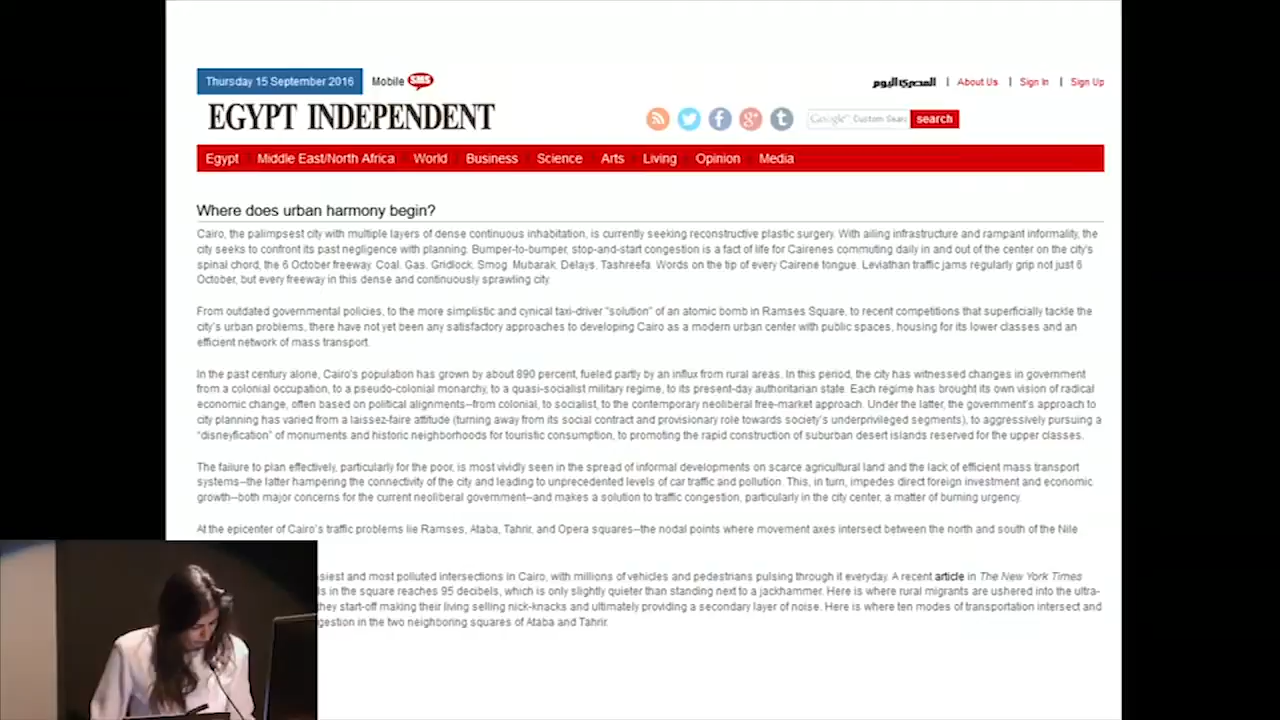 Thursday 15 September 2016 Mobile SMS المصري اليوم | About Us | Sign In | Sign Up
EGYPT INDEPENDENT
Google Custom Sear search
Egypt Middle East/North Africa World Business Science Arts Living Opinion Media
Where does urban harmony begin?
Cairo, the palimpsest city with multiple layers of dense continuous inhabitation, is currently seeking reconstructive plastic surgery. With ailing infrastructure and rampant informality, the
city seeks to confront its past negligence with planning. Bumper-to-bumper, stop-and-start congestion is a fact of life for Cairenes commuting daily in and out of the center on the city's
spinal chord, the 6 October freeway. Coal. Gas. Gridlock. Smog. Mubarak. Delays. Tashreefa. Words on the tip of every Cairene tongue. Leviathan traffic jams regularly grip not just 6
October, but every freeway in this dense and continuously sprawling city.
From outdated governmental policies, to the more simplistic and cynical taxi-driver "solution" of an atomic bomb in Ramses Square, to recent competitions that superficially tackle the
city's urban problems, there have not yet been any satisfactory approaches to developing Cairo as a modern urban center with public spaces, housing for its lower classes and an
efficient network of mass transport.
In the past century alone, Cairo's population has grown by about 890 percent, fueled partly by an influx from rural areas. In this period, the city has witnessed changes in government
from a colonial occupation, to a pseudo-colonial monarchy, to a quasi-socialist military regime, to its present-day authoritarian state. Each regime has brought its own vision of radical
economic change, often based on political alignments--from colonial, to socialist, to the contemporary neoliberal free-market approach. Under the latter, the government's approach to
city planning has varied from a laissez-faire attitude (turning away from its social contract and provisionary role towards society's underprivileged segments), to aggressively pursuing a
"disneyfication" of monuments and historic neighborhoods for touristic consumption, to promoting the rapid construction of suburban desert islands reserved for the upper classes.
The failure to plan effectively, particularly for the poor, is most vividly seen in the spread of informal developments on scarce agricultural land and the lack of efficient mass transport
systems--the latter hampering the connectivity of the city and leading to unprecedented levels of car traffic and pollution. This, in turn, impedes direct foreign investment and economic
growth--both major concerns for the current neoliberal government--and makes a solution to traffic congestion, particularly in the city center, a matter of burning urgency.
At the epicenter of Cairo's traffic problems lie Ramses, Ataba, Tahrir, and Opera squares--the nodal points where movement axes intersect between the north and south of the Nile
siest and most polluted intersections in Cairo, with millions of vehicles and pedestrians pulsing through it everyday. A recent article in The New York Times
s in the square reaches 95 decibels, which is only slightly quieter than standing next to a jackhammer. Here is where rural migrants are ushered into the ultra-
hey start-off making their living selling nick-knacks and ultimately providing a secondary layer of noise. Here is where ten modes of transportation intersect and
gestion in the two neighboring squares of Ataba and Tahrir.